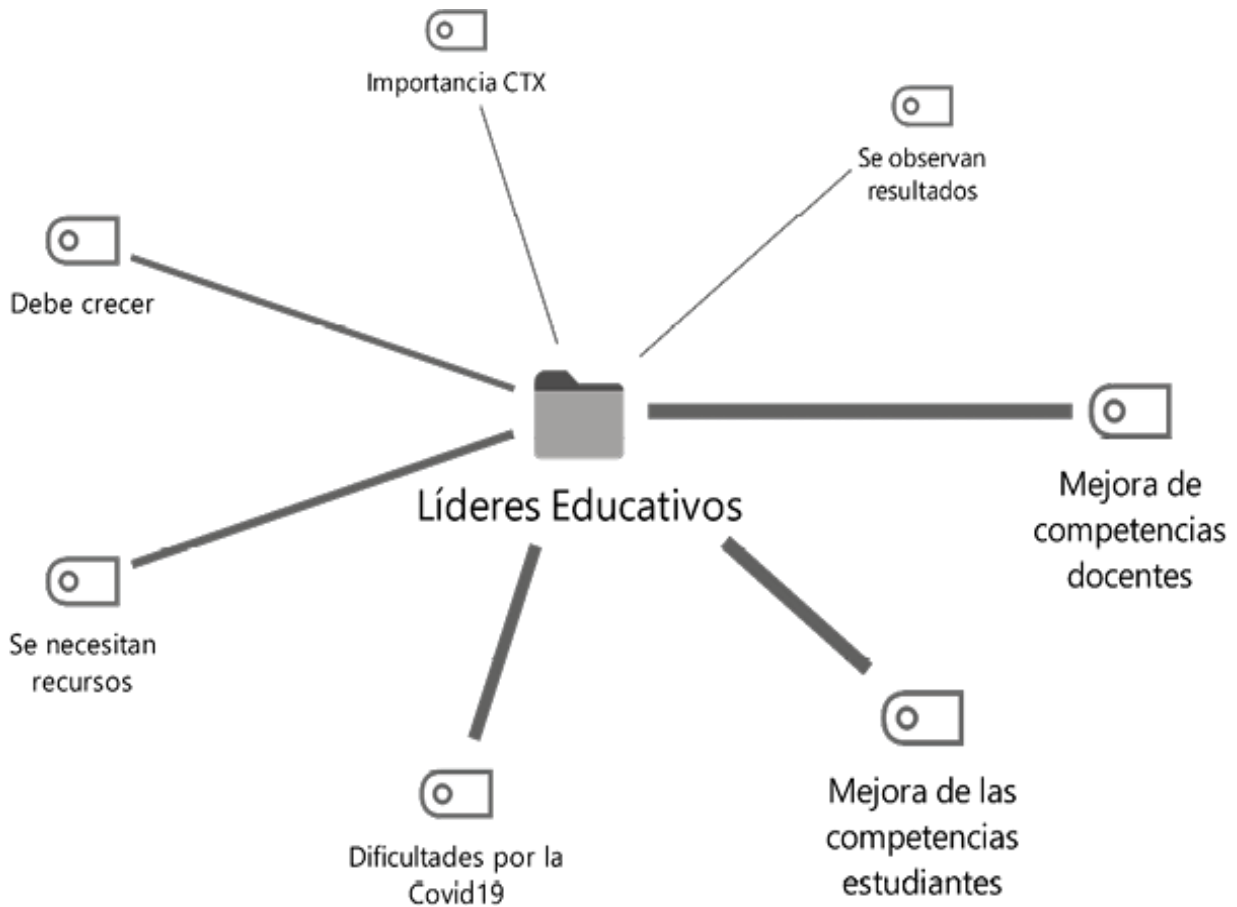 Importancia CTX
Se observan
resultados
Debe crecer
Líderes Educativos
Mejora de
competencias
docentes
Se necesitan
recursos
Dificultades por la
Covid19
Mejora de las
competencias
estudiantes